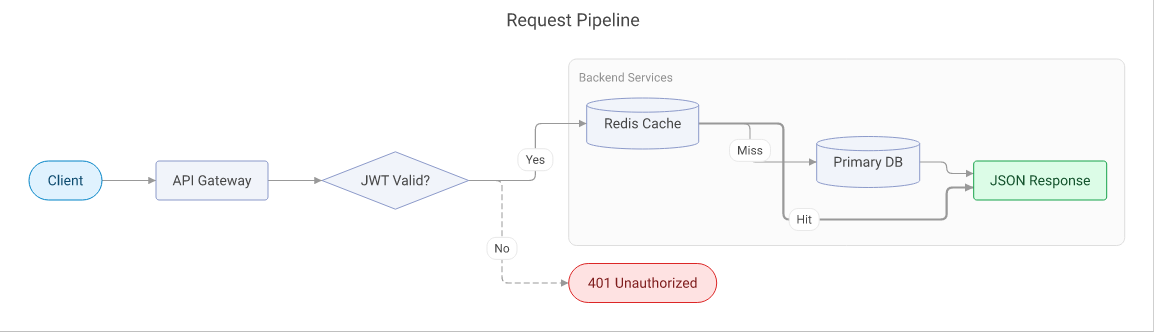 Request Pipeline
Backend Services
Redis Cache
Yes
Miss
Primary DB
Client
API Gateway
JWT Valid?
JSON Response
Hit
No
401 Unauthorized